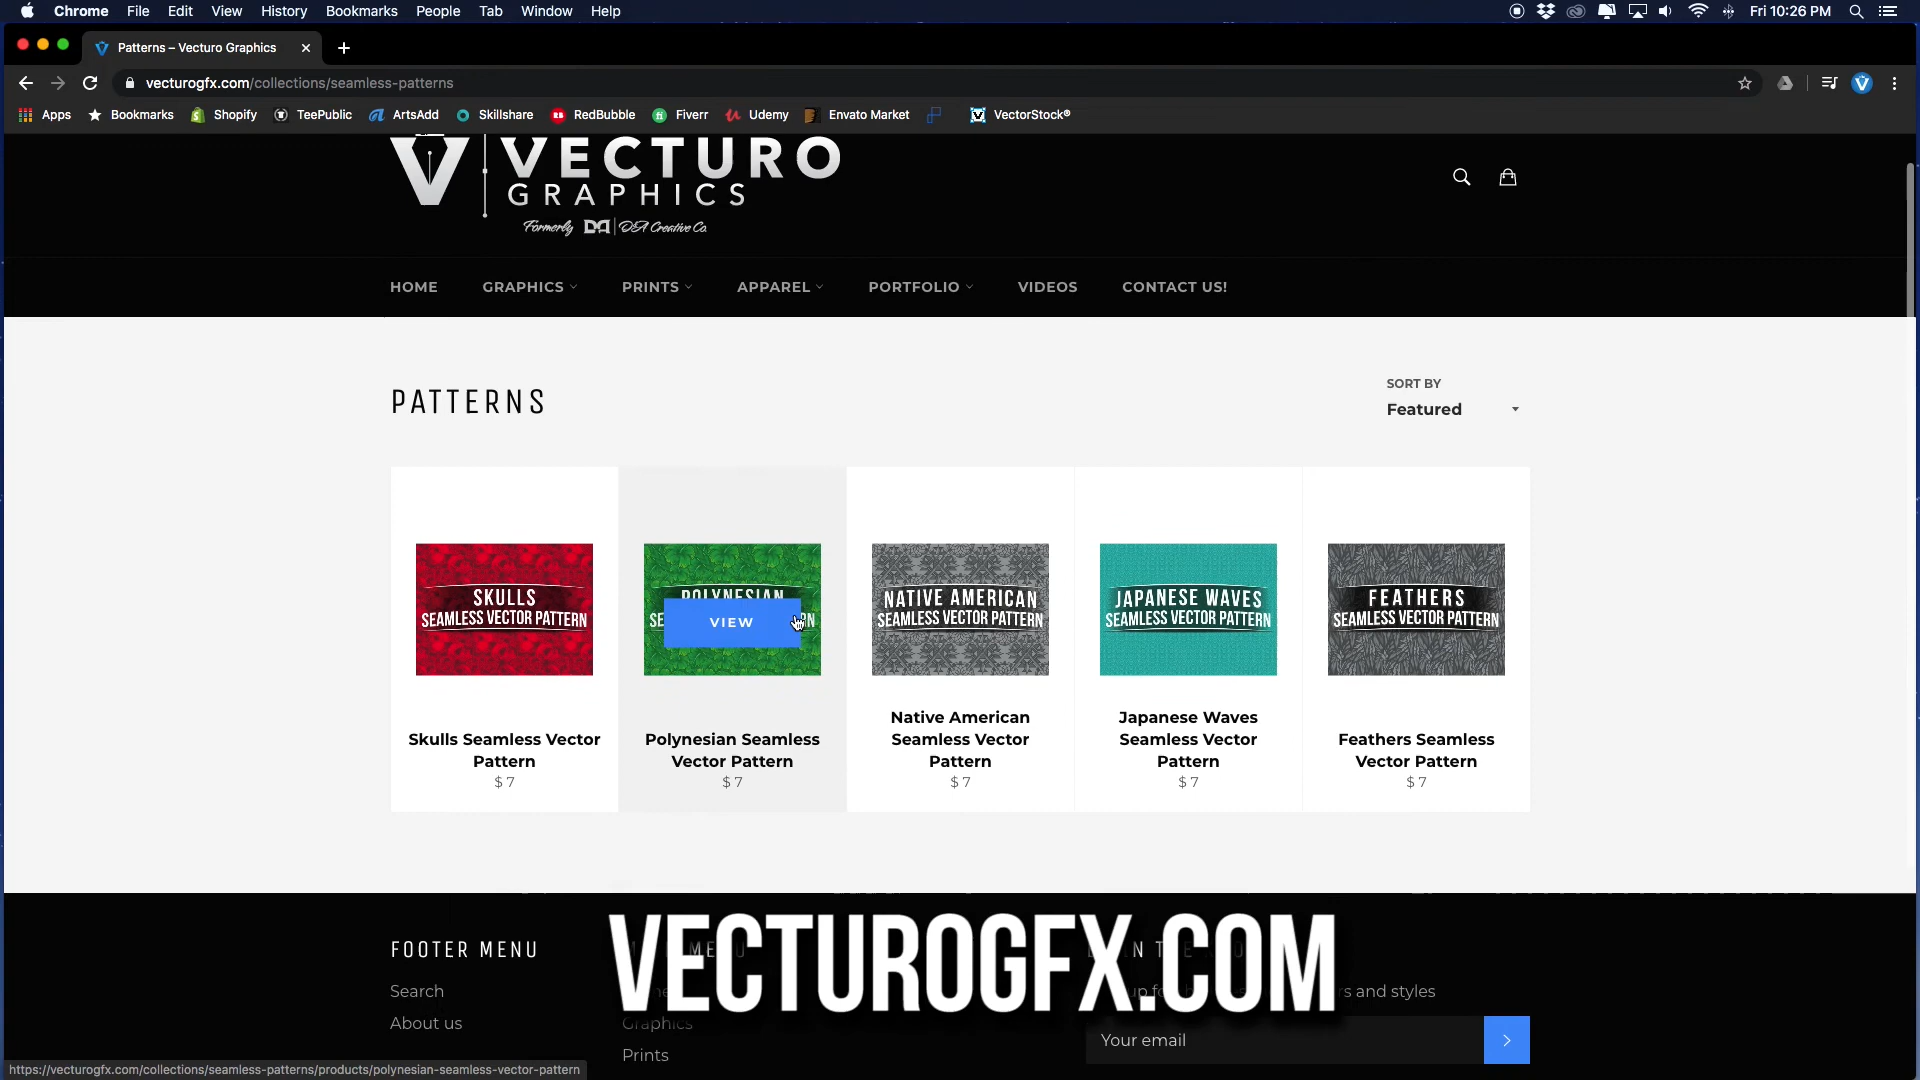 Chrome File Edit View History Bookmarks People Tab Window Help
Fri 10:26 PM
Patterns – Vecturo Graphics
vecturogfx.com/collections/seamless-patterns
Apps Bookmarks Shopify TeePublic ArtsAdd Skillshare RedBubble Fiverr Udemy Envato Market VectorStock®
VECTURO
GRAPHICS
Formerly DA Creative Co.
HOME GRAPHICS PRINTS APPAREL PORTFOLIO VIDEOS CONTACT US!
PATTERNS
SORT BY
Featured
SKULLS
SEAMLESS VECTOR PATTERN
POLYNESIAN
VIEW
NATIVE AMERICAN
SEAMLESS VECTOR PATTERN
JAPANESE WAVES
SEAMLESS VECTOR PATTERN
FEATHERS
SEAMLESS VECTOR PATTERN
Skulls Seamless Vector
Pattern
$ 7
Polynesian Seamless
Vector Pattern
$ 7
Native American
Seamless Vector
Pattern
$ 7
Japanese Waves
Seamless Vector
Pattern
$ 7
Feathers Seamless
Vector Pattern
$ 7
VECTUROGFX.COM
FOOTER MENU
Search
About us
Graphics
Prints
and styles
Your email
https://vecturogfx.com/collections/seamless-patterns/products/polynesian-seamless-vector-pattern